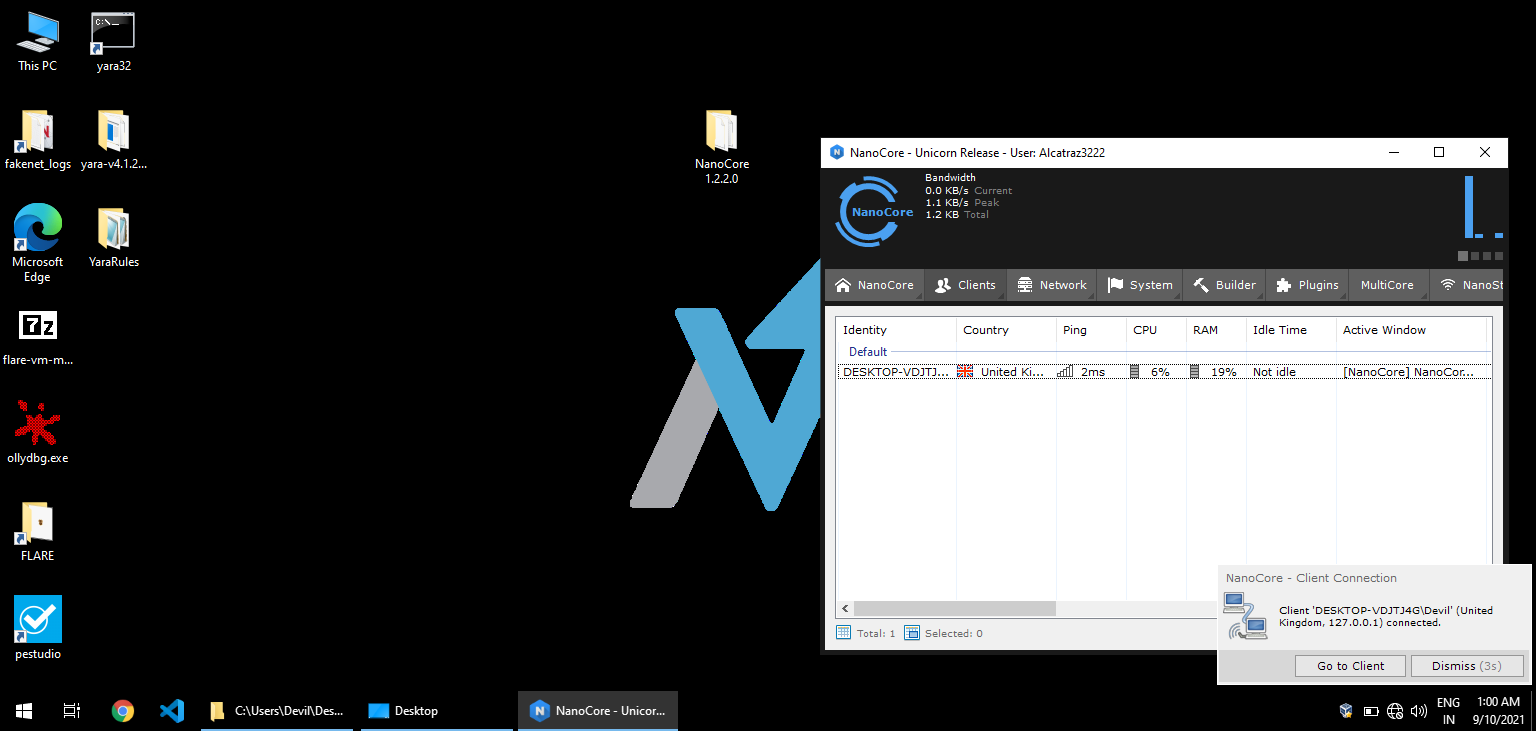 This PC
yara32
fakenet_logs
yara-v4.1.2...
Microsoft
Edge
YaraRules
flare-vm-m...
ollydbg.exe
FLARE
pestudio
NanoCore
1.2.2.0
NanoCore - Unicorn Release - User: Alcatraz3222
NanoCore
Bandwidth
0.0 KB/s Current
1.1 KB/s Peak
1.2 KB Total
NanoCore Clients Network System Builder Plugins MultiCore NanoSt
Identity Country Ping CPU RAM Idle Time Active Window
Default
DESKTOP-VDJTJ... United Ki... 2ms 6% 19% Not idle [NanoCore] NanoCor...
Total: 1 Selected: 0
NanoCore - Client Connection
Client 'DESKTOP-VDJTJ4G\Devil' (United
Kingdom, 127.0.0.1) connected.
Go to Client Dismiss (3s)
C:\Users\Devil\Des...
Desktop
NanoCore - Unicor...
ENG
IN
1:00 AM
9/10/2021